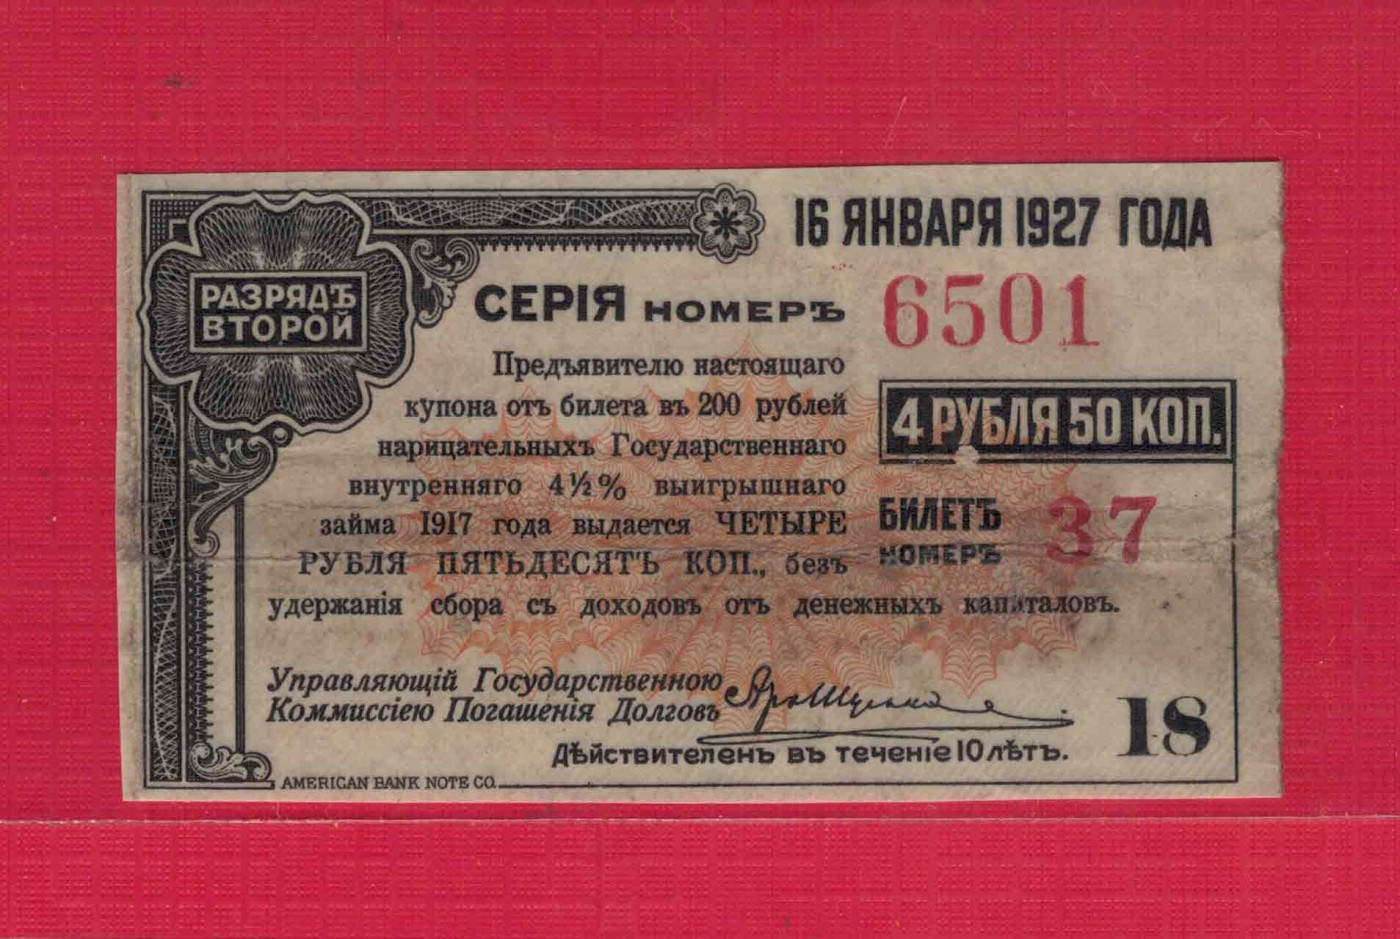 16 ЯНВАРЯ 1927 ГОДА
РАЗРЯДЪ
ВТОРОЙ
СЕРІЯ НОМЕРЪ 6501
Предъявителю настоящаго
купона отъ билета въ 200 рублей
нарицательныхъ Государственнаго
внутренняго 4½% выигрышнаго
займа 1917 года выдается ЧЕТЫРЕ
РУБЛЯ ПЯТЬДЕСЯТЪ КОП., безъ
удержанія сбора съ доходовъ отъ денежныхъ капиталовъ.
4 РУБЛЯ 50 КОП.
БИЛЕТЪ
НОМЕРЪ 37
Управляющій Государственною
Коммиссіею Погашенія Долговъ
Дѣйствителенъ въ теченіе 10 лѣтъ.
18
AMERICAN BANK NOTE CO.